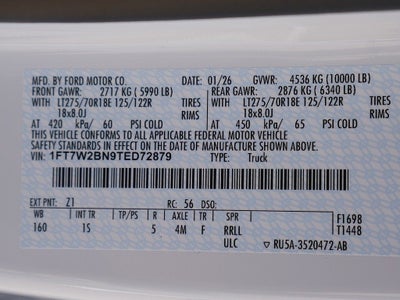 MFD. BY FORD MOTOR CO.
DATE: 01/26 GVWR: 4536 KG (10000 LB)
FRONT GAWR: 2717 KG (5990 LB) REAR GAWR: 2876 KG (6340 LB)
WITH LT275/70R18E 125/122R TIRES WITH LT275/70R18E 125/122R TIRES
18x8.0J RIMS 18x8.0J RIMS
AT 420 kPa/ 60 PSI COLD AT 450 kPa/ 65 PSI COLD
THIS VEHICLE CONFORMS TO ALL APPLICABLE FEDERAL MOTOR VEHICLE
SAFETY STANDARDS IN EFFECT ON THE DATE OF MANUFACTURE SHOWN ABOVE.
VIN: 1FT7W2BN9TED72879 TYPE: Truck
EXT PNT: Z1 RC: 56 DSO:
WB INT TR TP/PS R AXLE TR SPR F1698
160 1S 5 4M F RRLL T1448
ULC RU5A-3520472-AB